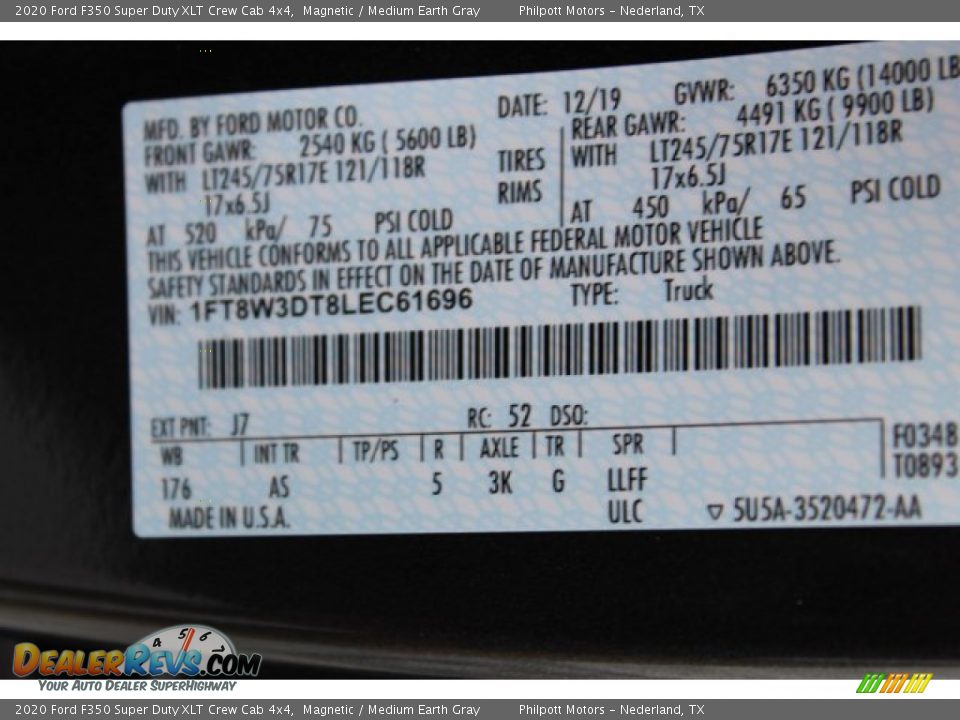 2020 Ford F350 Super Duty XLT Crew Cab 4x4, Magnetic / Medium Earth Gray Philpott Motors – Nederland, TX
MFD. BY FORD MOTOR CO. DATE: 12/19 GVWR: 6350 KG (14000 LB
FRONT GAWR: 2540 KG ( 5600 LB) REAR GAWR: 4491 KG ( 9900 LB)
WITH LT245/75R17E 121/118R TIRES WITH LT245/75R17E 121/118R
17x6.5J RIMS 17x6.5J
AT 520 kPa/ 75 PSI COLD AT 450 kPa/ 65 PSI COLD
THIS VEHICLE CONFORMS TO ALL APPLICABLE FEDERAL MOTOR VEHICLE
SAFETY STANDARDS IN EFFECT ON THE DATE OF MANUFACTURE SHOWN ABOVE.
VIN: 1FT8W3DT8LEC61696 TYPE: Truck
EXT PNT: J7 RC: 52 DSO:
WB INT TR TP/PS R AXLE TR SPR F0348
176 AS 5 3K G LLFF T0893
MADE IN U.S.A. ULC ▽ 5U5A-3520472-AA
4 5 6
DEALERREVS.COM
YOUR AUTO DEALER SUPERHIGHWAY
2020 Ford F350 Super Duty XLT Crew Cab 4x4, Magnetic / Medium Earth Gray Philpott Motors – Nederland, TX